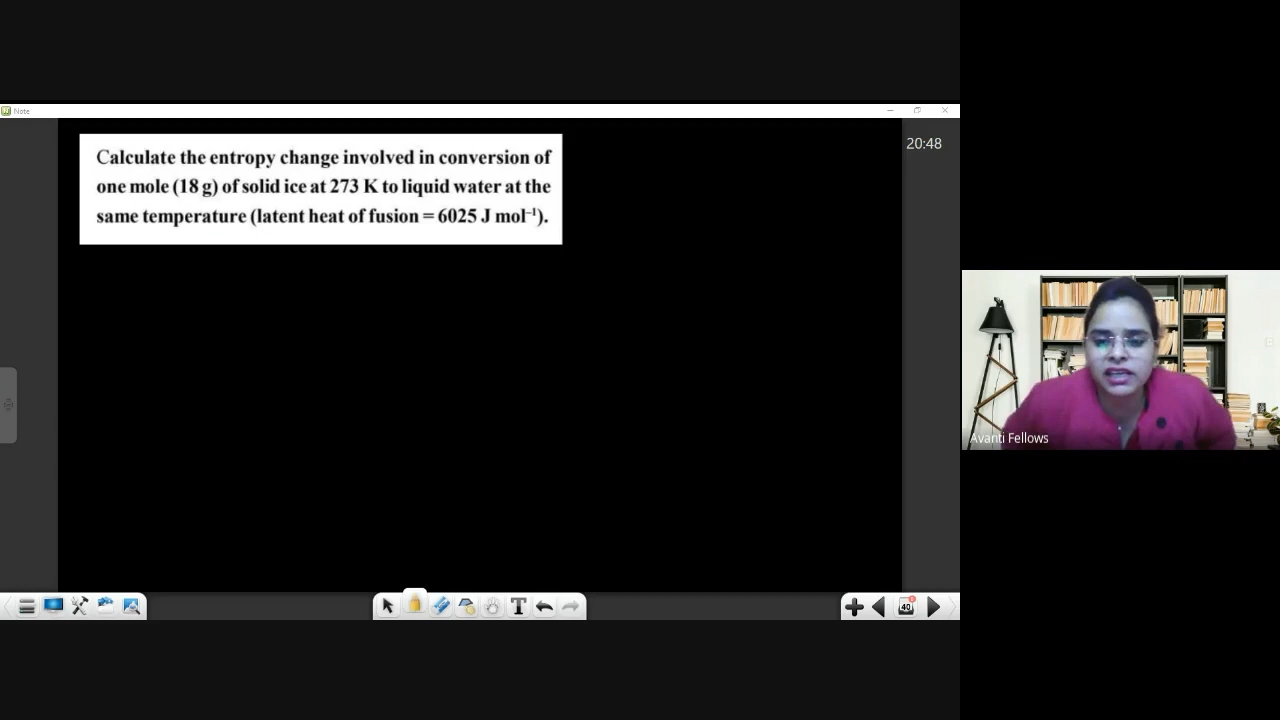 Note
Calculate the entropy change involved in conversion of
one mole (18 g) of solid ice at 273 K to liquid water at the
same temperature (latent heat of fusion = 6025 J mol⁻¹).
20:48
Avanti Fellows
T
40